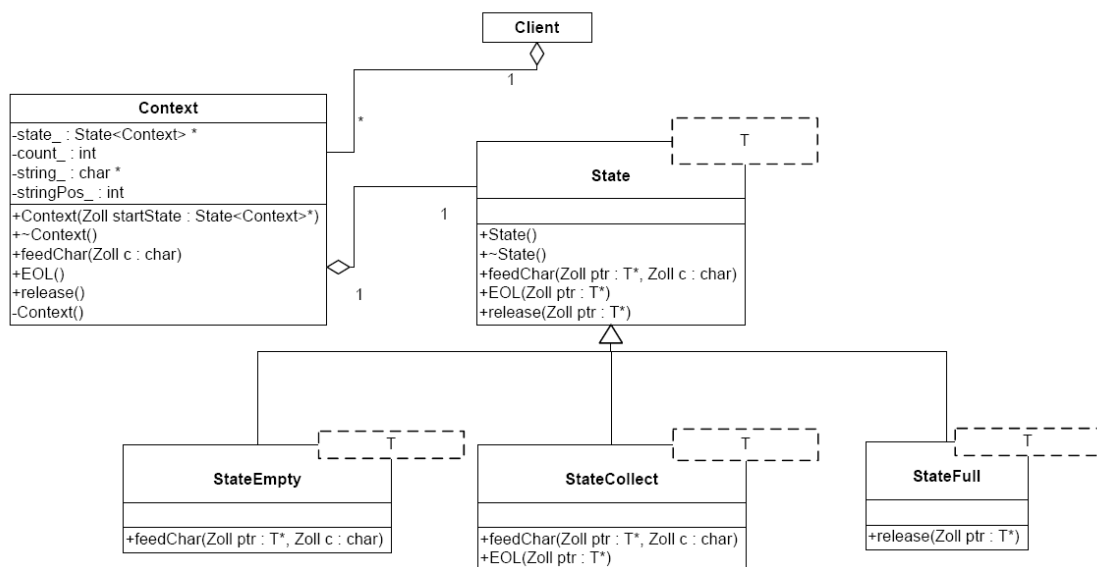 Client
1
*
Context
-state_ : State<Context> *
-count_ : int
-string_ : char *
-stringPos_ : int
+Context(Zoll startState : State<Context>*)
+~Context()
+feedChar(Zoll c : char)
+EOL()
+release()
-Context()
1
1
T
State
+State()
+~State()
+feedChar(Zoll ptr : T*, Zoll c : char)
+EOL(Zoll ptr : T*)
+release(Zoll ptr : T*)
T
StateEmpty
+feedChar(Zoll ptr : T*, Zoll c : char)
T
StateCollect
+feedChar(Zoll ptr : T*, Zoll c : char)
+EOL(Zoll ptr : T*)
T
StateFull
+release(Zoll ptr : T*)